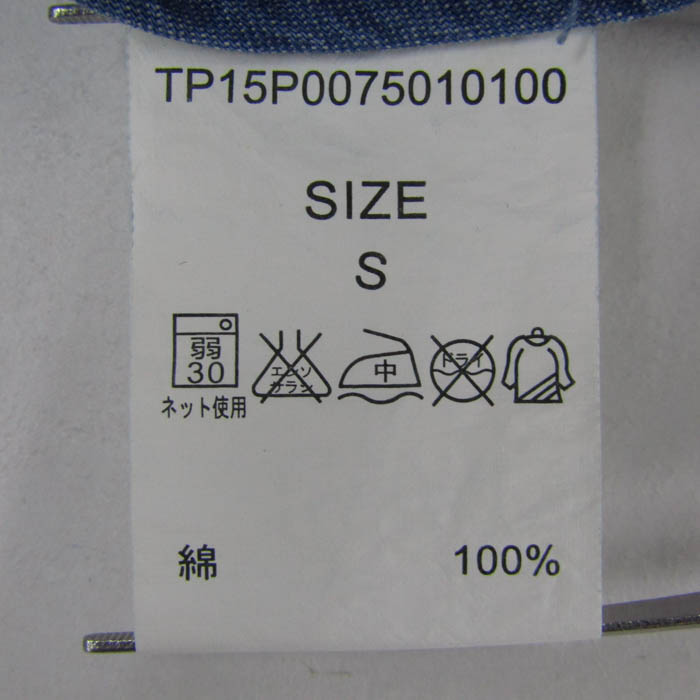 TP15P0075010100
SIZE
S
弱
30
エンソ
サラシ
中
ドライ
ネット使用
綿 100%